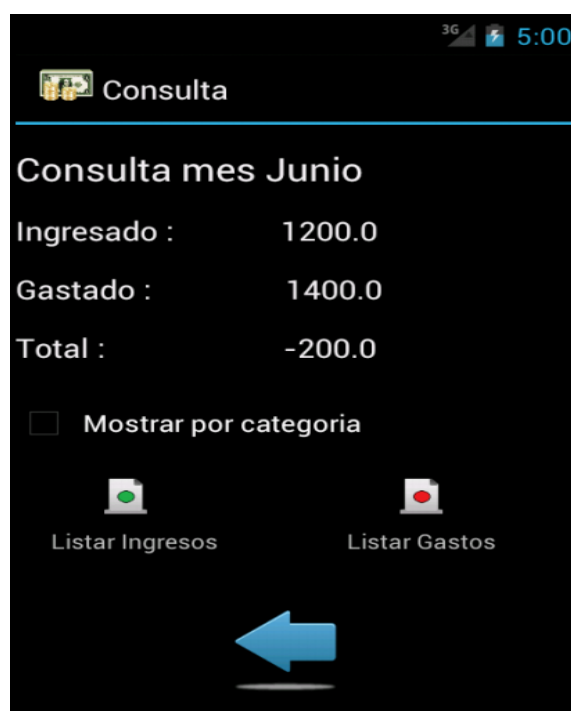 3G 5:00
Consulta
Consulta mes Junio
Ingresado : 1200.0
Gastado : 1400.0
Total : -200.0
Mostrar por categoria
Listar Ingresos Listar Gastos